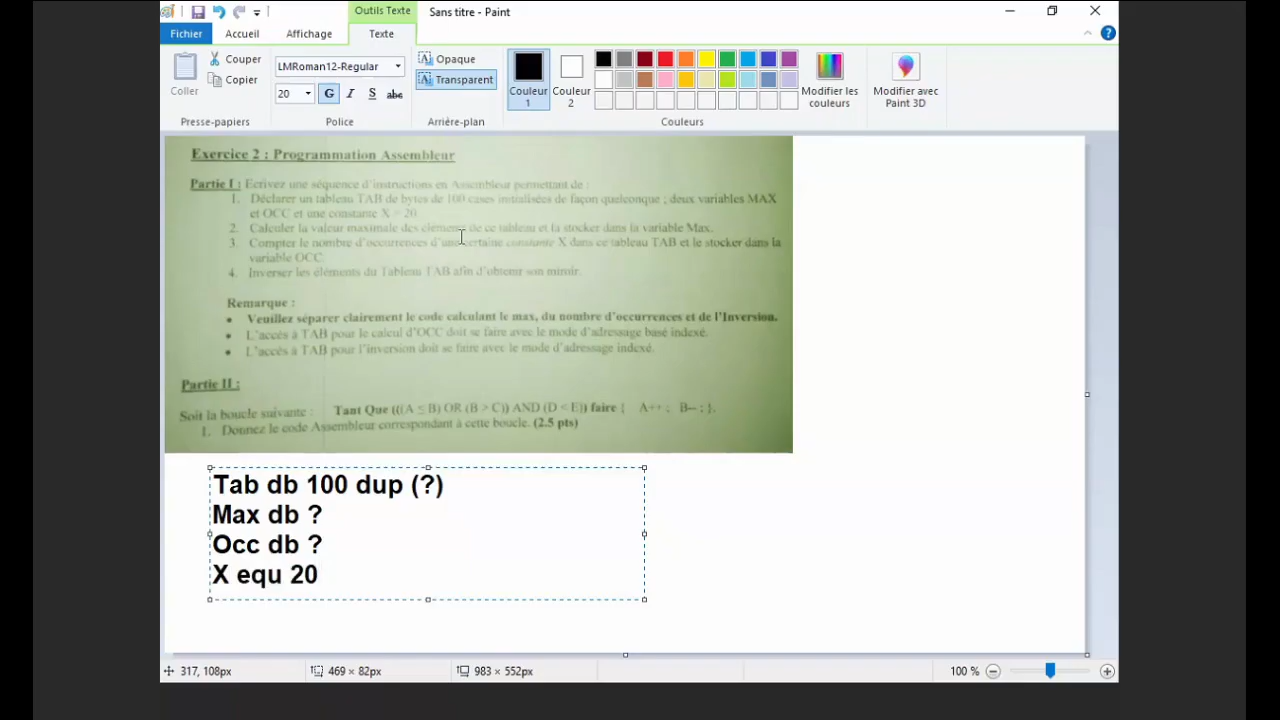 Outils Texte
Sans titre - Paint
Fichier
Accueil
Affichage
Texte
Coller
Couper
Copier
Presse-papiers
LMRoman12-Regular
20
G I S abc
Police
Opaque
Transparent
Arrière-plan
Couleur 1
Couleur 2
Couleurs
Modifier les couleurs
Modifier avec Paint 3D
Exercice 2 : Programmation Assembleur
Partie I : Ecrivez une séquence d'instructions en Assembleur permettant de :
1. Déclarer un tableau TAB de bytes de 100 cases initialisées de façon quelconque ; deux variables MAX
et OCC et une constante X = 20
2. Calculer la valeur maximale des éléments de ce tableau et la stocker dans la variable Max.
3. Compter le nombre d'occurrences d'une certaine constante X dans ce tableau TAB et le stocker dans la
variable OCC.
4. Inverser les éléments du Tableau TAB afin d'obtenir son miroir.
Remarque :
• Veuillez séparer clairement le code calculant le max, du nombre d'occurrences et de l'Inversion.
• L'accès à TAB pour le calcul d'OCC doit se faire avec le mode d'adressage basé indexé.
• L'accès à TAB pour l'inversion doit se faire avec le mode d'adressage indexé.
Partie II :
Soit la boucle suivante : Tant Que (((A ≤ B) OR (B > C)) AND (D < E)) faire { A++ ; B-- ; }.
1. Donnez le code Assembleur correspondant à cette boucle. (2.5 pts)
Tab db 100 dup (?)
Max db ?
Occ db ?
X equ 20
317, 108px
469 × 82px
983 × 552px
100 %